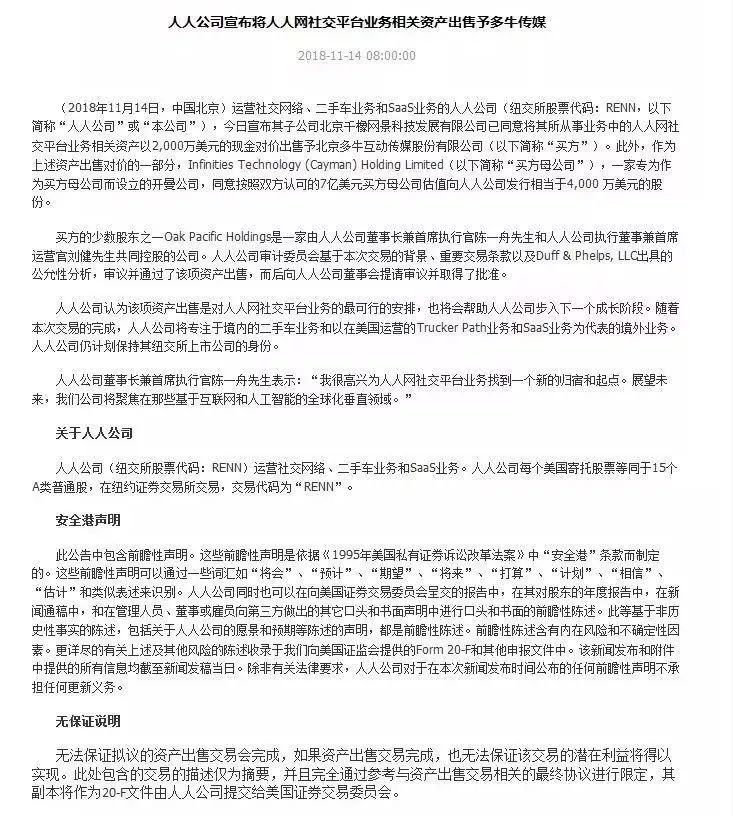 人人公司宣布将人人网社交平台业务相关资产出售予多牛传媒
2018-11-14 08:00:00
（2018年11月14日，中国北京）运营社交网络、二手车业务和SaaS业务的人人公司（纽交所股票代码：RENN，以下
简称“人人公司”或“本公司”），今日宣布其子公司北京千橡网景科技发展有限公司已同意将其所从事业务中的人人网社
交平台业务相关资产以2,000万美元的现金对价出售予北京多牛互动传媒股份有限公司（以下简称“买方”）。此外，作为
上述资产出售对价的一部分，Infinities Technology (Cayman) Holding Limited（以下简称“买方母公司”），一家专为作
为买方母公司而设立的开曼公司，同意按照双方认可的7亿美元买方母公司估值向人人公司发行相当于4,000 万美元的股
份。
买方的少数股东之一Oak Pacific Holdings是一家由人人公司董事长兼首席执行官陈一舟先生和人人公司执行董事兼首席
运营官刘健先生共同控股的公司。人人公司审计委员会基于本次交易的背景、重要交易条款以及Duff & Phelps, LLC出具的
公允性分析，审议并通过了该项资产出售，而后向人人公司董事会提请审议并取得了批准。
人人公司认为该项资产出售是对人人网社交平台业务的最可行的安排，也将会帮助人人公司步入下一个成长阶段。随着
本次交易的完成，人人公司将专注于境内的二手车业务和以在美国运营的Trucker Path业务和SaaS业务为代表的境外业务。
人人公司仍计划保持其纽交所上市公司的身份。
人人公司董事长兼首席执行官陈一舟先生表示：“我很高兴为人人网社交平台业务找到一个新的归宿和起点。展望未
来，我们公司将聚焦在那些基于互联网和人工智能的全球化垂直领域。”
关于人人公司
人人公司（纽交所股票代码：RENN）运营社交网络、二手车业务和SaaS业务。人人公司每个美国寄托股票等同于15个
A类普通股，在纽约证券交易所交易，交易代码为“RENN”。
安全港声明
此公告中包含前瞻性声明。这些前瞻性声明是依据《1995年美国私有证券诉讼改革法案》中“安全港”条款而制定
的。这些前瞻性声明可以通过一些词汇如“将会”、“预计”、“期望”、“将来”、“打算”、“计划”、“相信”、
“估计”和类似表述来识别。人人公司同时也可以在向美国证券交易委员会呈交的报告中，在其对股东的年度报告中，在新
闻通稿中，和在管理人员、董事或雇员向第三方做出的其它口头和书面声明中进行口头和书面的前瞻性陈述。此等基于非历
史性事实的陈述，包括关于人人公司的愿景和预期等陈述的声明，都是前瞻性陈述。前瞻性陈述含有内在风险和不确定性因
素。更详尽的有关上述及其他风险的陈述收录于我们向美国证监会提供的Form 20-F和其他申报文件中。该新闻发布和附件
中提供的所有信息均截至新闻发稿当日。除非有关法律要求，人人公司对于在本次新闻发布时间公布的任何前瞻性声明不承
担任何更新义务。
无保证说明
无法保证拟议的资产出售交易会完成，如果资产出售交易完成，也无法保证该交易的潜在利益将得以
实现。此处包含的交易的描述仅为摘要，并且完全通过参考与资产出售交易相关的最终协议进行限定，其
副本将作为20-F文件由人人公司提交给美国证券交易委员会。